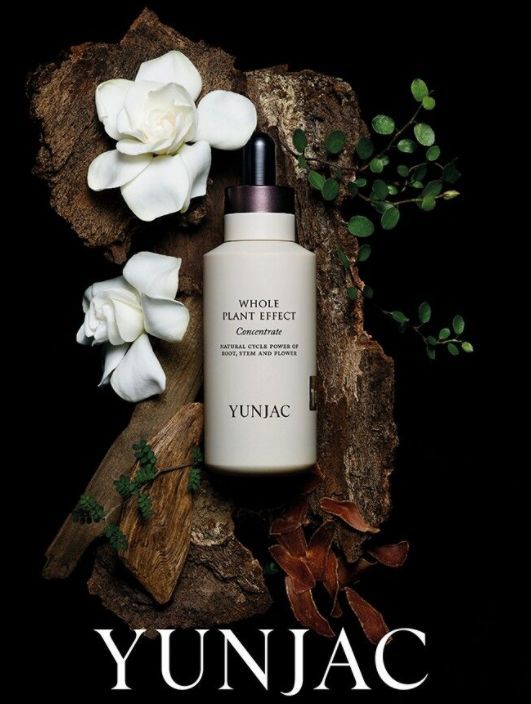 WHOLE
PLANT EFFECT
Concentrate
NATURAL CYCLE POWER OF
ROOT, STEM AND FLOWER
YUNJAC
YUNJAC